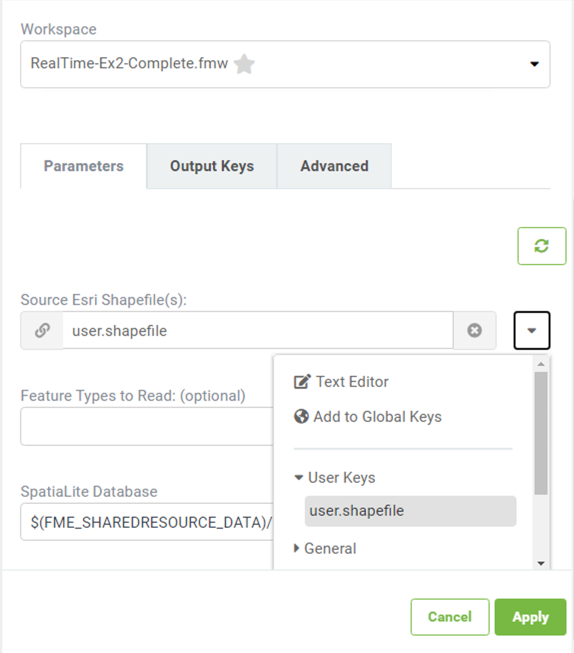 Workspace
RealTime-Ex2-Complete.fmw
Parameters Output Keys Advanced
Source Esri Shapefile(s):
user.shapefile
Text Editor
Feature Types to Read: (optional)
Add to Global Keys
User Keys
SpatiaLite Database
user.shapefile
$(FME_SHAREDRESOURCE_DATA)/
General
Cancel Apply